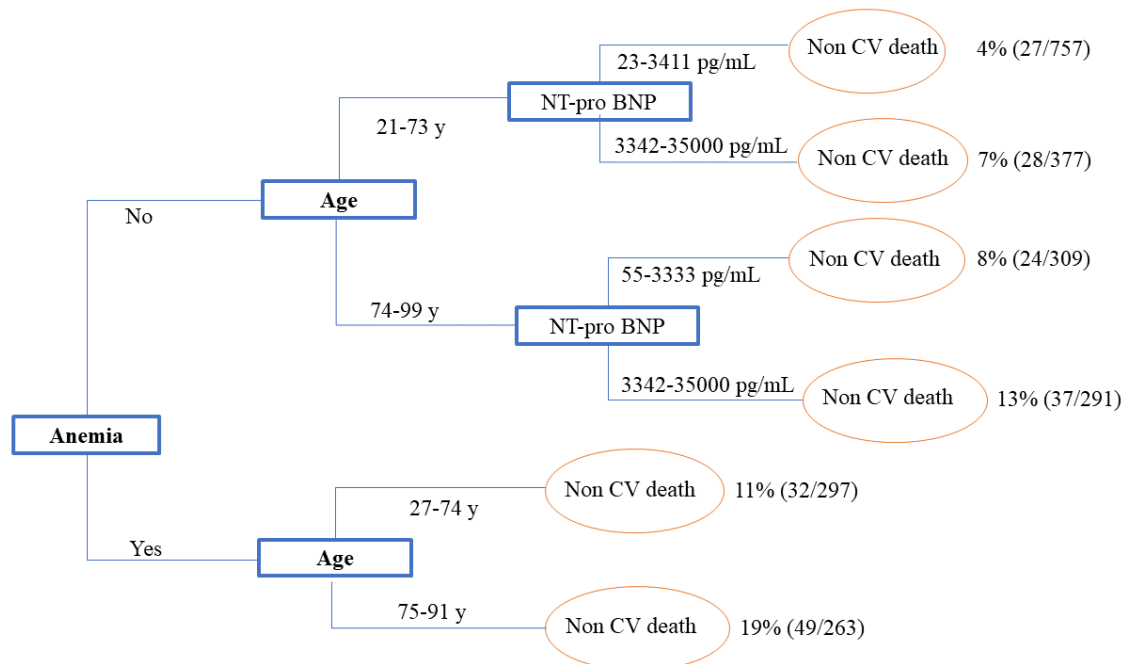 Non CV death 4% (27/757)
23-3411 pg/mL
NT-pro BNP
21-73 y
3342-35000 pg/mL
Non CV death 7% (28/377)
Age
No
Non CV death 8% (24/309)
55-3333 pg/mL
74-99 y
NT-pro BNP
3342-35000 pg/mL
Non CV death 13% (37/291)
Anemia
Non CV death 11% (32/297)
27-74 y
Yes
Age
75-91 y
Non CV death 19% (49/263)